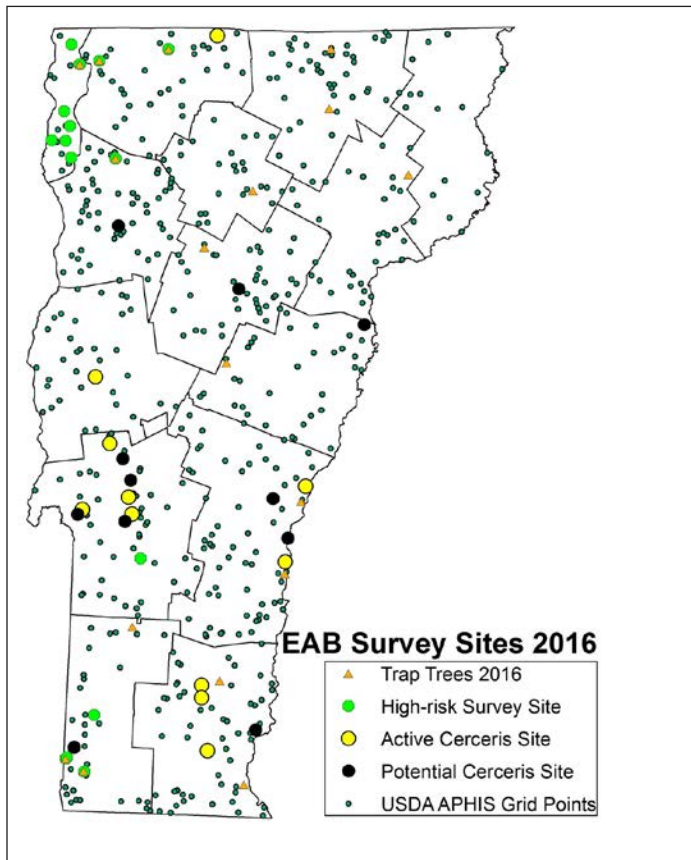 EAB Survey Sites 2016
Trap Trees 2016
High-risk Survey Site
Active Cerceris Site
Potential Cerceris Site
USDA APHIS Grid Points